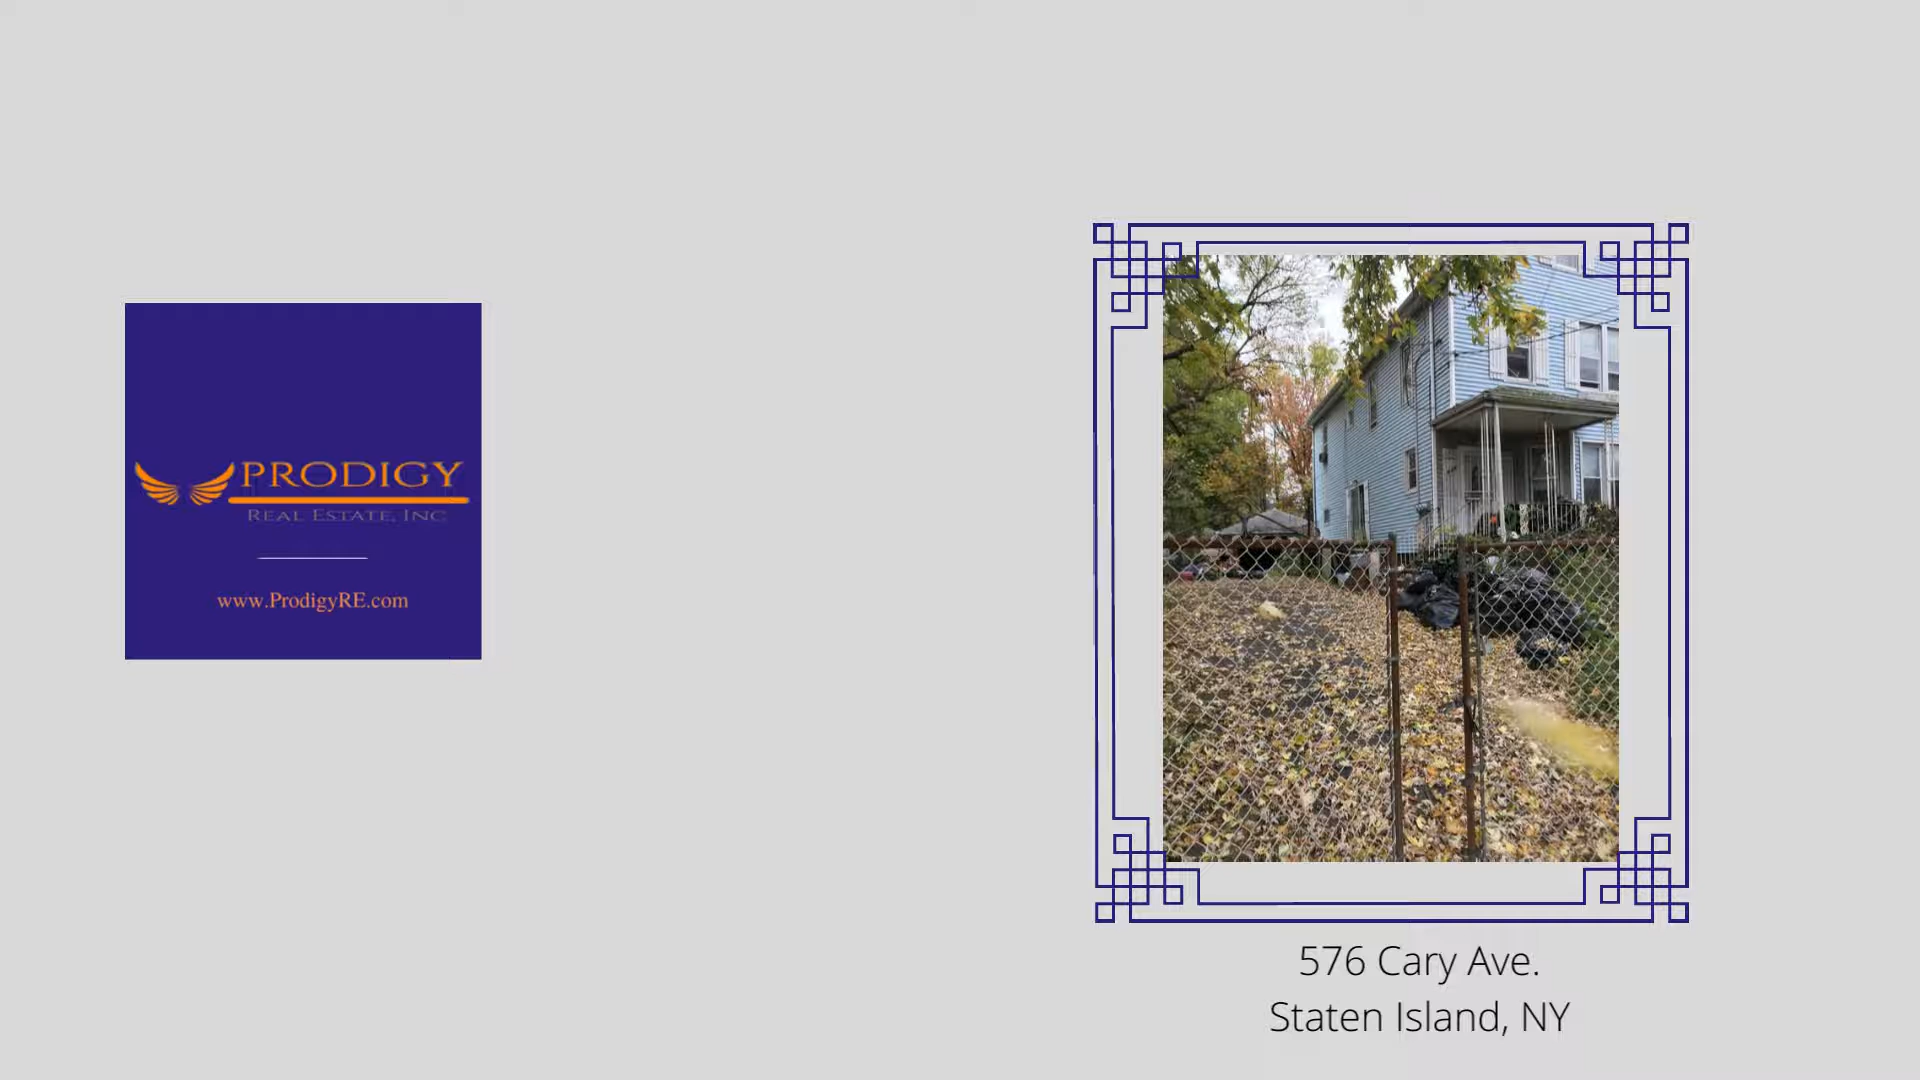 PRODIGY
REAL ESTATE, INC
www.ProdigyRE.com
576 Cary Ave.
Staten Island, NY